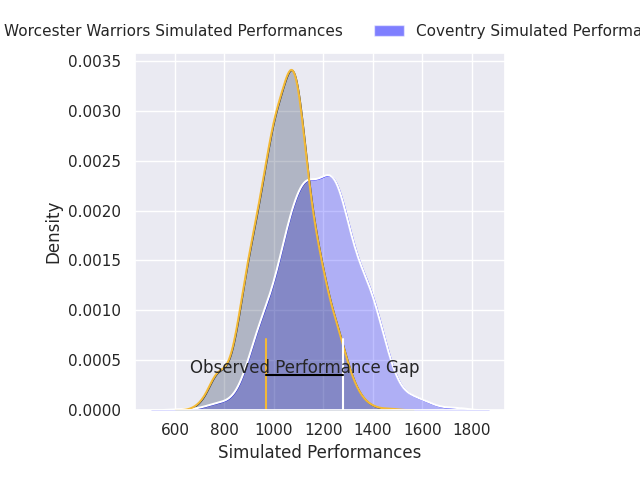 Worcester Warriors Simulated Performances
Coventry Simulated Performa
0.0035
0.0030
0.0025
0.0020
0.0015
0.0010
0.0005
0.0000
Density
Observed Performance Gap
600 800 1000 1200 1400 1600 1800
Simulated Performances